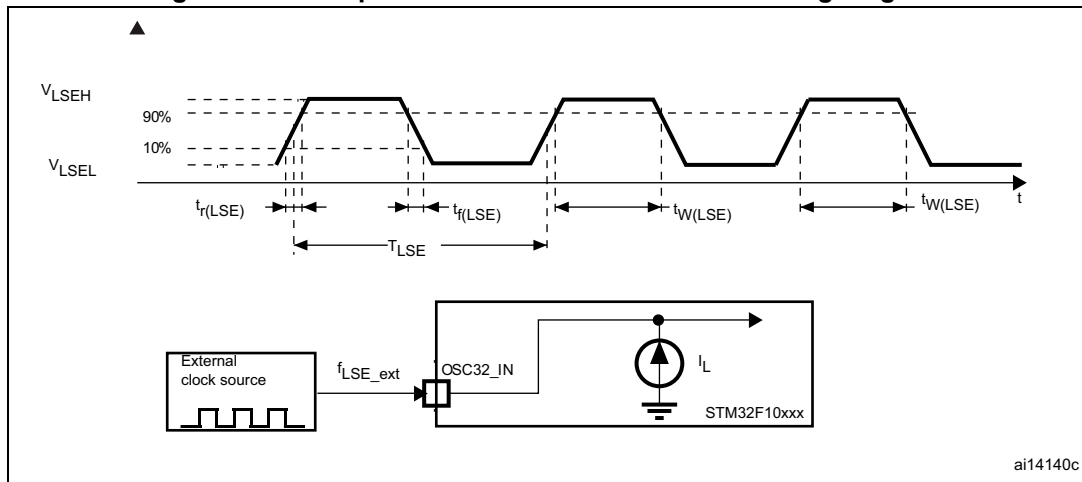 V_LSEH
90%
10%
V_LSEL
t_r(LSE)
t_f(LSE)
t_W(LSE)
t_W(LSE)
t
T_LSE
External
clock source
f_LSE_ext
OSC32_IN
I_L
STM32F10xxx
ai14140c